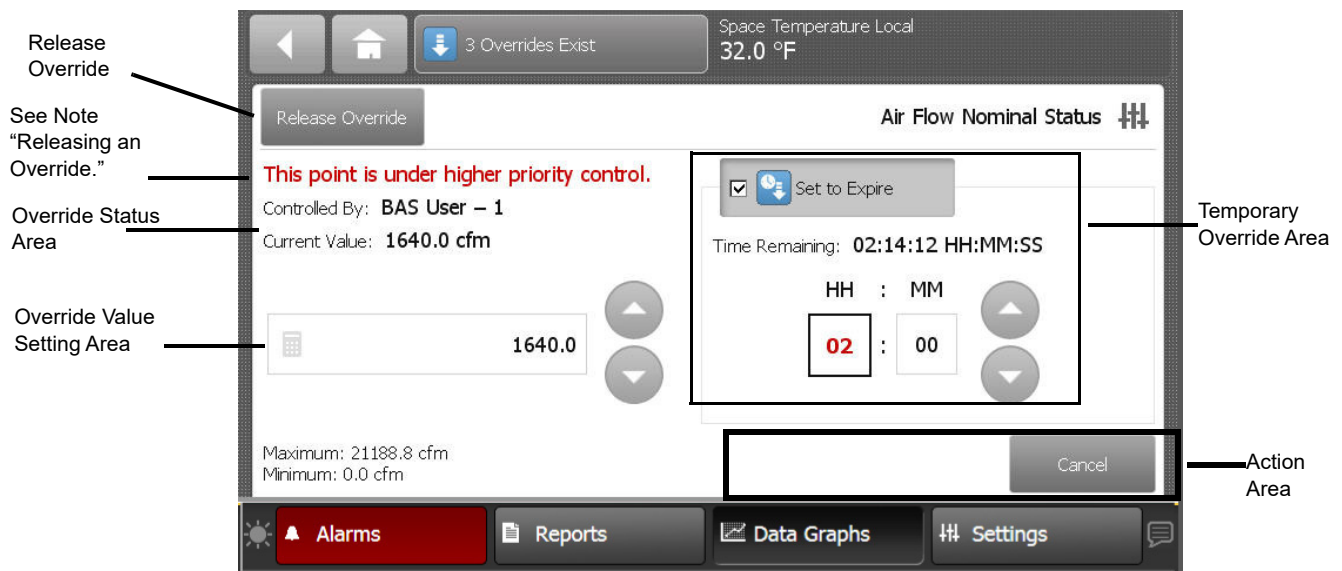 Release
Override
See Note
“Releasing an
Override.”
Override Status
Area
Override Value
Setting Area
3 Overrides Exist
Space Temperature Local
32.0 °F
Release Override
Air Flow Nominal Status
This point is under higher priority control.
Controlled By: BAS User – 1
Current Value: 1640.0 cfm
1640.0
Maximum: 21188.8 cfm
Minimum: 0.0 cfm
Set to Expire
Time Remaining: 02:14:12 HH:MM:SS
HH : MM
02 : 00
Cancel
Alarms
Reports
Data Graphs
Settings
Temporary
Override Area
Action
Area